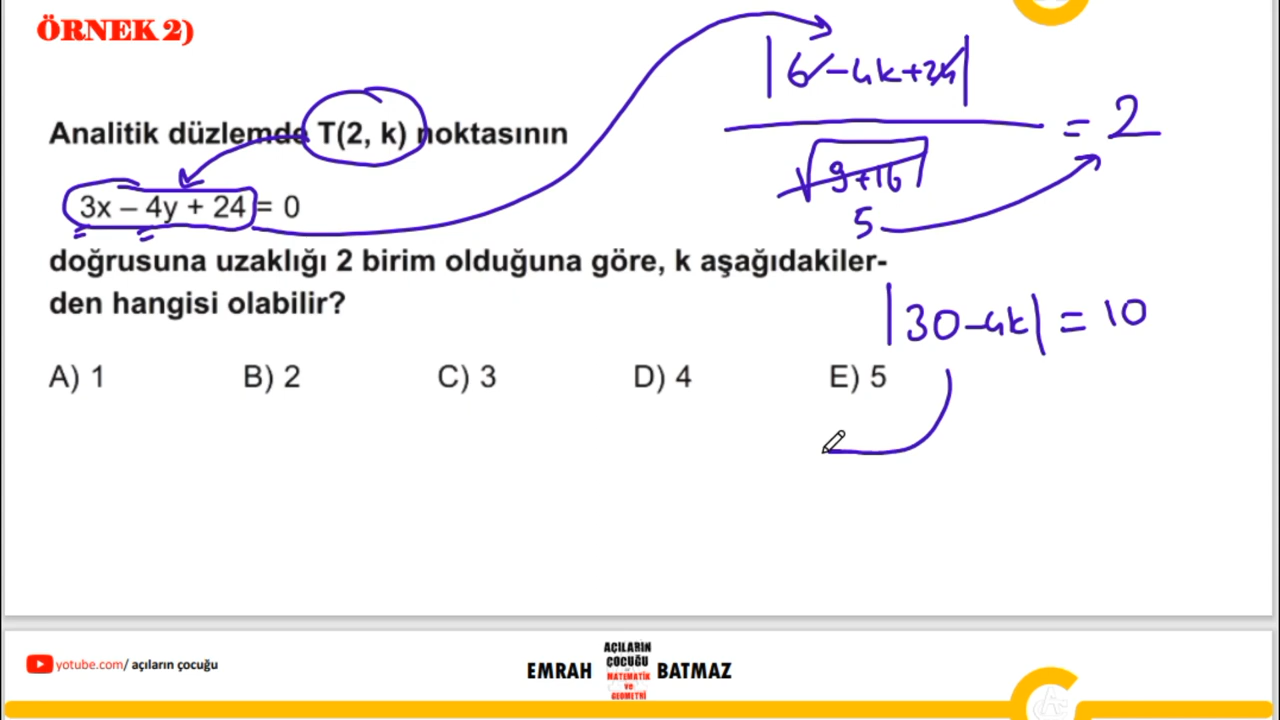 ÖRNEK 2)
Analitik düzlemde T(2, k) noktasının
3x – 4y + 24 = 0
doğrusuna uzaklığı 2 birim olduğuna göre, k aşağıdakiler-
den hangisi olabilir?
A) 1 B) 2 C) 3 D) 4 E) 5
|6-4k+24|
= 2
√9+16
5
|30-4k| = 10
yotube.com/ açıların çocuğu
EMRAH
AÇILARIN
ÇOCUĞU
MATEMATİK
ve
GEOMETRİ
BATMAZ